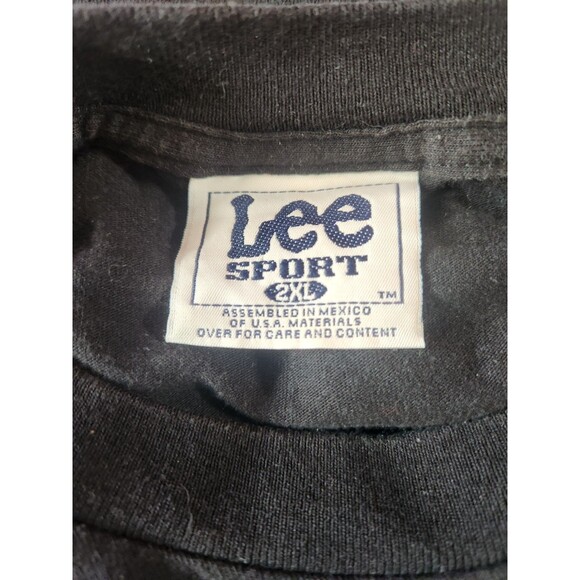 Lee
SPORT
2XL
TM
ASSEMBLED IN MEXICO
OF U.S.A. MATERIALS
OVER FOR CARE AND CONTENT